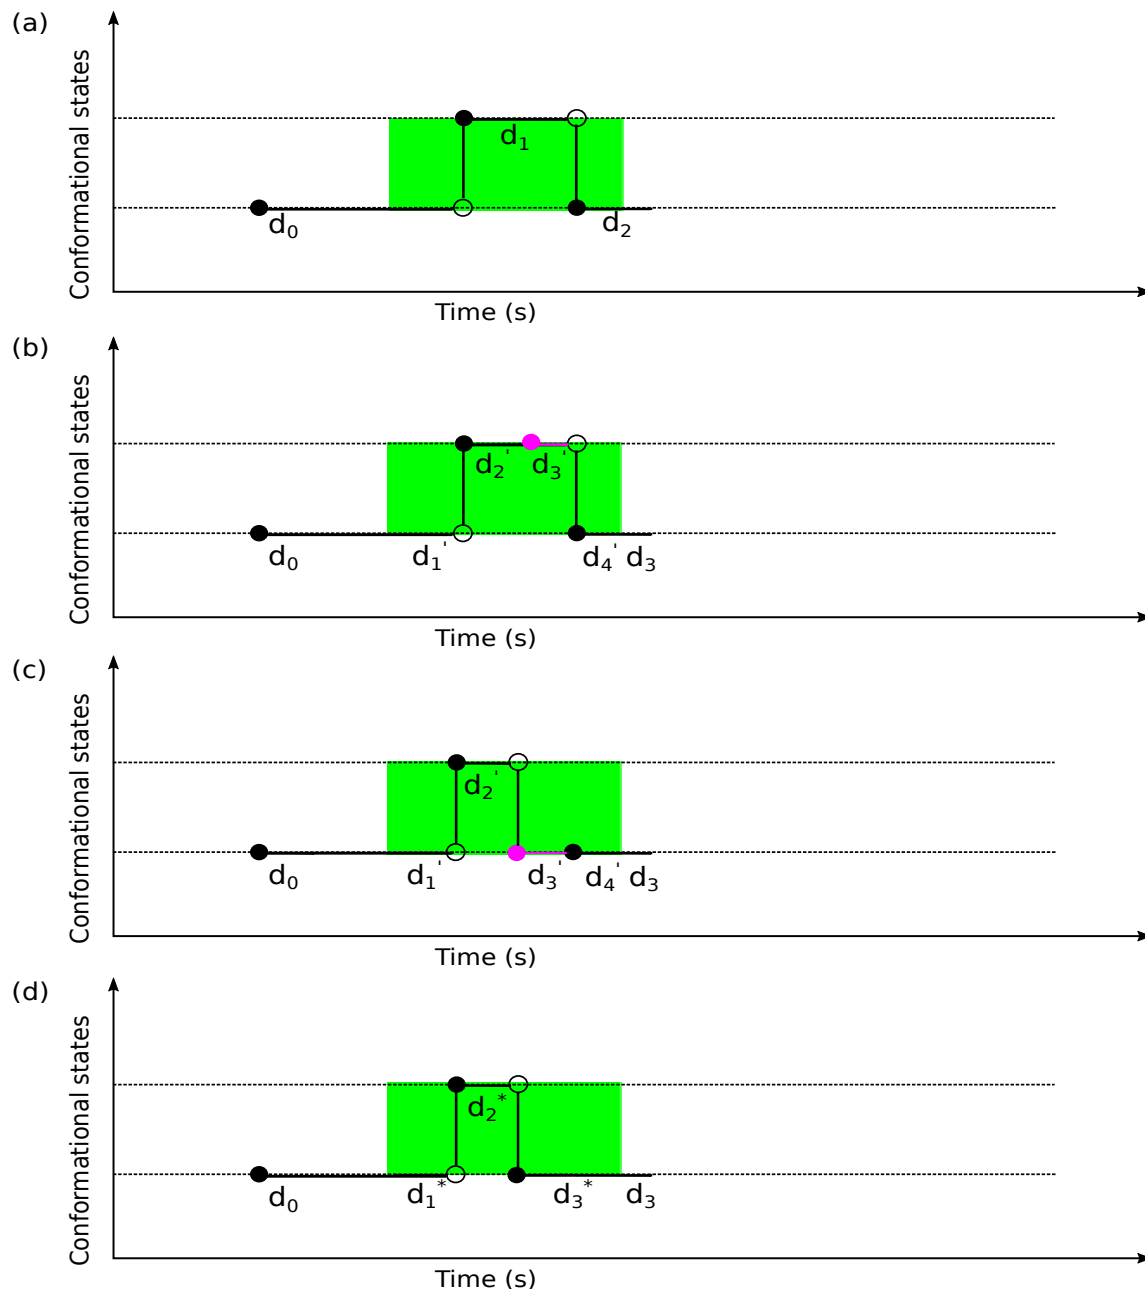 (a)
Conformational states
d₁
d₀
d₂
Time (s)
(b)
Conformational states
d₂' d₃'
d₀ d₁' d₄' d₃
Time (s)
(c)
Conformational states
d₂'
d₀ d₁' d₃' d₄' d₃
Time (s)
(d)
Conformational states
d₂*
d₀ d₁* d₃* d₃
Time (s)